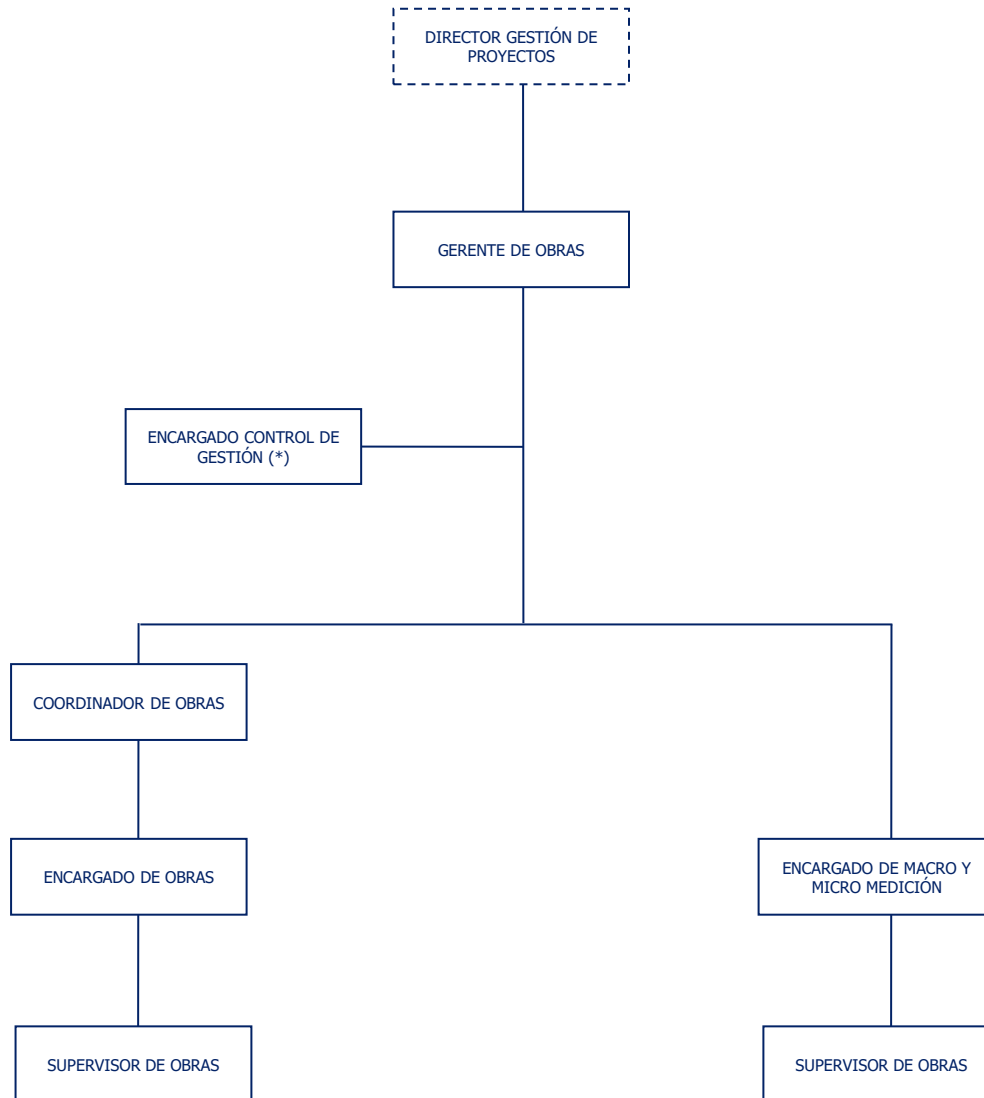 DIRECTOR GESTIÓN DE
PROYECTOS
GERENTE DE OBRAS
ENCARGADO CONTROL DE
GESTIÓN (*)
COORDINADOR DE OBRAS
ENCARGADO DE OBRAS
ENCARGADO DE MACRO Y
MICRO MEDICIÓN
SUPERVISOR DE OBRAS
SUPERVISOR DE OBRAS